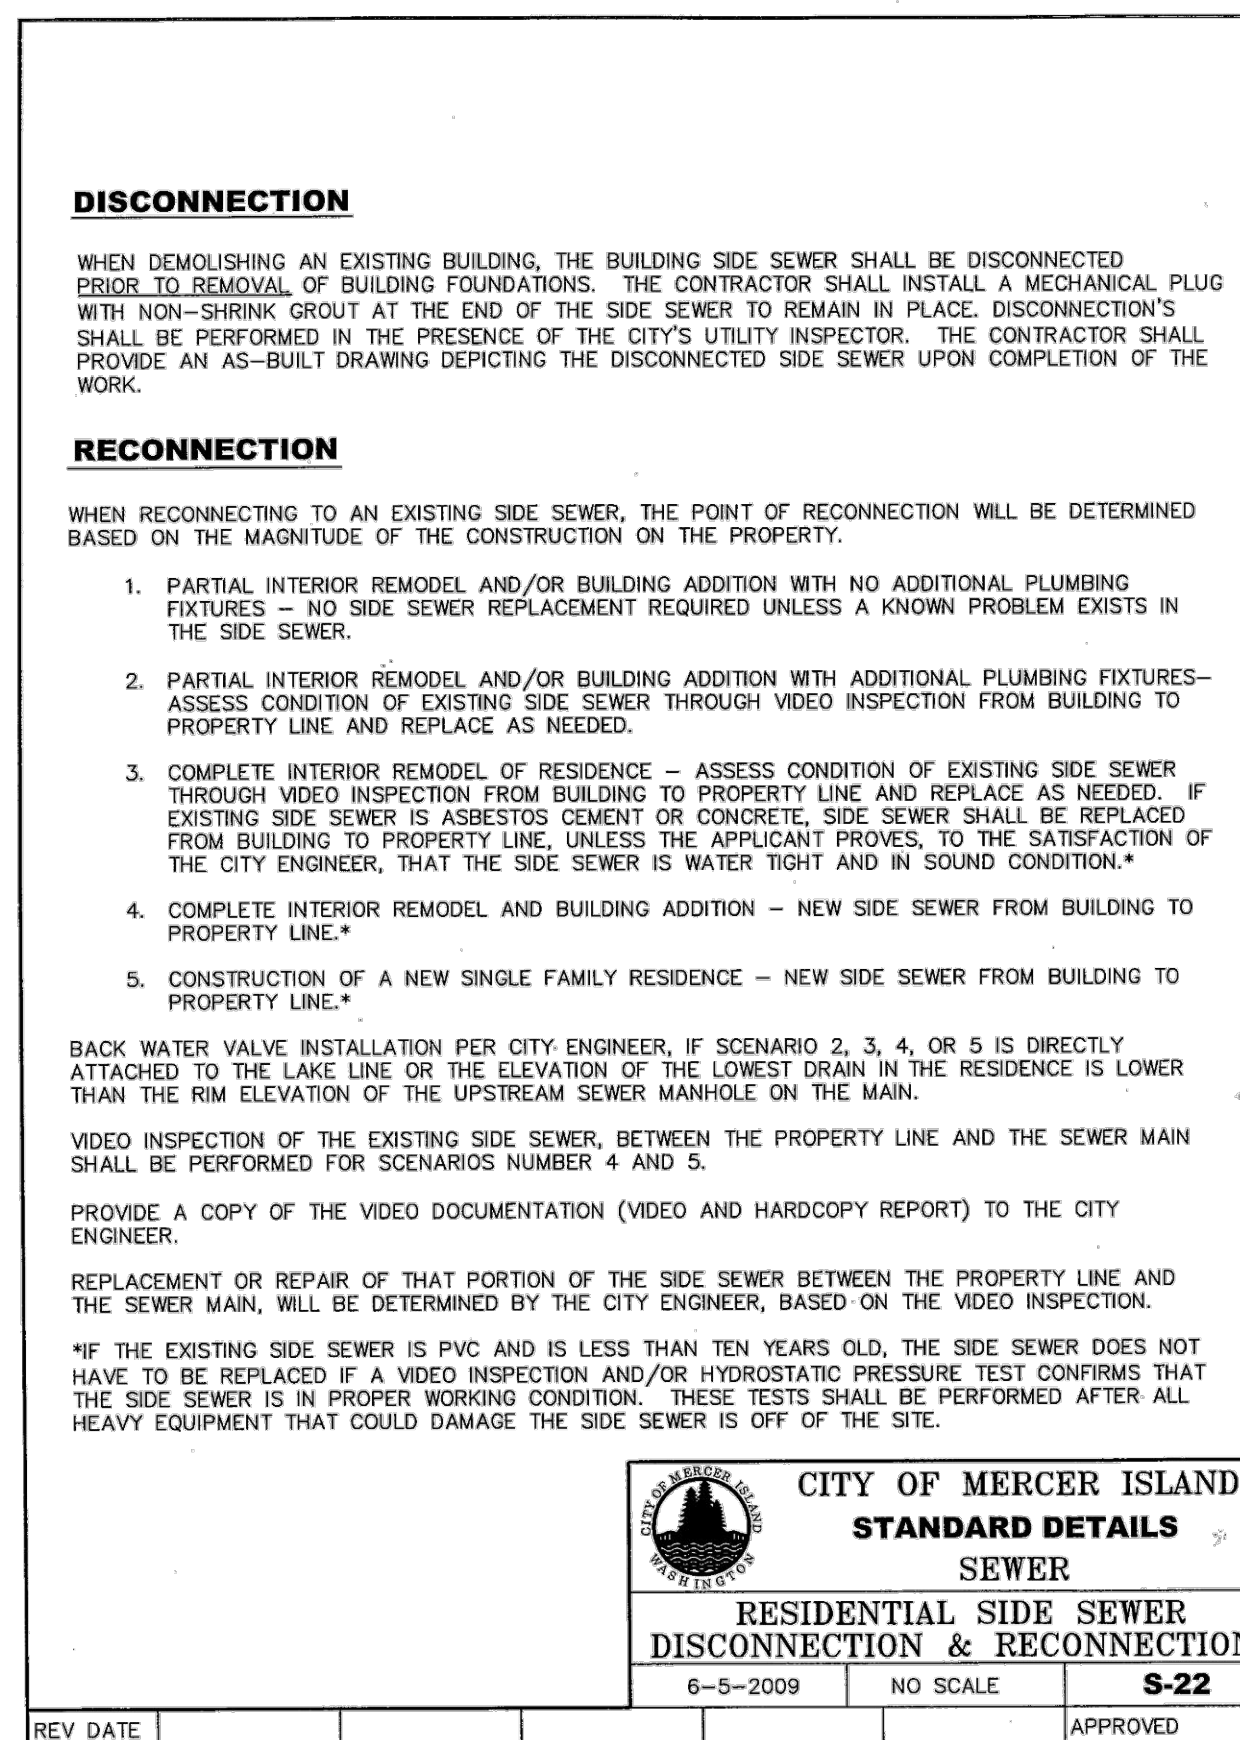 DISCONNECTION
WHEN DEMOLISHING AN EXISTING BUILDING, THE BUILDING SIDE SEWER SHALL BE DISCONNECTED
PRIOR TO REMOVAL OF BUILDING FOUNDATIONS. THE CONTRACTOR SHALL INSTALL A MECHANICAL PLUG
WITH NON-SHRINK GROUT AT THE END OF THE SIDE SEWER TO REMAIN IN PLACE. DISCONNECTION'S
SHALL BE PERFORMED IN THE PRESENCE OF THE CITY'S UTILITY INSPECTOR. THE CONTRACTOR SHALL
PROVIDE AN AS-BUILT DRAWING DEPICTING THE DISCONNECTED SIDE SEWER UPON COMPLETION OF THE
WORK.
RECONNECTION
WHEN RECONNECTING TO AN EXISTING SIDE SEWER, THE POINT OF RECONNECTION WILL BE DETERMINED
BASED ON THE MAGNITUDE OF THE CONSTRUCTION ON THE PROPERTY.
1. PARTIAL INTERIOR REMODEL AND/OR BUILDING ADDITION WITH NO ADDITIONAL PLUMBING
FIXTURES – NO SIDE SEWER REPLACEMENT REQUIRED UNLESS A KNOWN PROBLEM EXISTS IN
THE SIDE SEWER.
2. PARTIAL INTERIOR REMODEL AND/OR BUILDING ADDITION WITH ADDITIONAL PLUMBING FIXTURES–
ASSESS CONDITION OF EXISTING SIDE SEWER THROUGH VIDEO INSPECTION FROM BUILDING TO
PROPERTY LINE AND REPLACE AS NEEDED.
3. COMPLETE INTERIOR REMODEL OF RESIDENCE – ASSESS CONDITION OF EXISTING SIDE SEWER
THROUGH VIDEO INSPECTION FROM BUILDING TO PROPERTY LINE AND REPLACE AS NEEDED. IF
EXISTING SIDE SEWER IS ASBESTOS CEMENT OR CONCRETE, SIDE SEWER SHALL BE REPLACED
FROM BUILDING TO PROPERTY LINE, UNLESS THE APPLICANT PROVES, TO THE SATISFACTION OF
THE CITY ENGINEER, THAT THE SIDE SEWER IS WATER TIGHT AND IN SOUND CONDITION.*
4. COMPLETE INTERIOR REMODEL AND BUILDING ADDITION – NEW SIDE SEWER FROM BUILDING TO
PROPERTY LINE.*
5. CONSTRUCTION OF A NEW SINGLE FAMILY RESIDENCE – NEW SIDE SEWER FROM BUILDING TO
PROPERTY LINE.*
BACK WATER VALVE INSTALLATION PER CITY ENGINEER, IF SCENARIO 2, 3, 4, OR 5 IS DIRECTLY
ATTACHED TO THE LAKE LINE OR THE ELEVATION OF THE LOWEST DRAIN IN THE RESIDENCE IS LOWER
THAN THE RIM ELEVATION OF THE UPSTREAM SEWER MANHOLE ON THE MAIN.
VIDEO INSPECTION OF THE EXISTING SIDE SEWER, BETWEEN THE PROPERTY LINE AND THE SEWER MAIN
SHALL BE PERFORMED FOR SCENARIOS NUMBER 4 AND 5.
PROVIDE A COPY OF THE VIDEO DOCUMENTATION (VIDEO AND HARDCOPY REPORT) TO THE CITY
ENGINEER.
REPLACEMENT OR REPAIR OF THAT PORTION OF THE SIDE SEWER BETWEEN THE PROPERTY LINE AND
THE SEWER MAIN, WILL BE DETERMINED BY THE CITY ENGINEER, BASED ON THE VIDEO INSPECTION.
*IF THE EXISTING SIDE SEWER IS PVC AND IS LESS THAN TEN YEARS OLD, THE SIDE SEWER DOES NOT
HAVE TO BE REPLACED IF A VIDEO INSPECTION AND/OR HYDROSTATIC PRESSURE TEST CONFIRMS THAT
THE SIDE SEWER IS IN PROPER WORKING CONDITION. THESE TESTS SHALL BE PERFORMED AFTER ALL
HEAVY EQUIPMENT THAT COULD DAMAGE THE SIDE SEWER IS OFF OF THE SITE.
CITY OF MERCER ISLAND
WASHINGTON
CITY OF MERCER ISLAND
STANDARD DETAILS
SEWER
RESIDENTIAL SIDE SEWER
DISCONNECTION & RECONNECTION
6-5-2009 NO SCALE S-22
REV DATE APPROVED